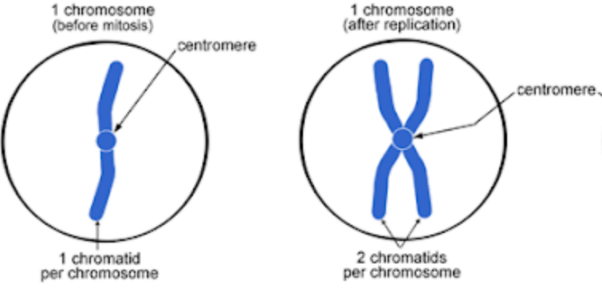 1 chromosome
(before mitosis)
centromere
1 chromatid
per chromosome
1 chromosome
(after replication)
centromere
2 chromatids
per chromosome